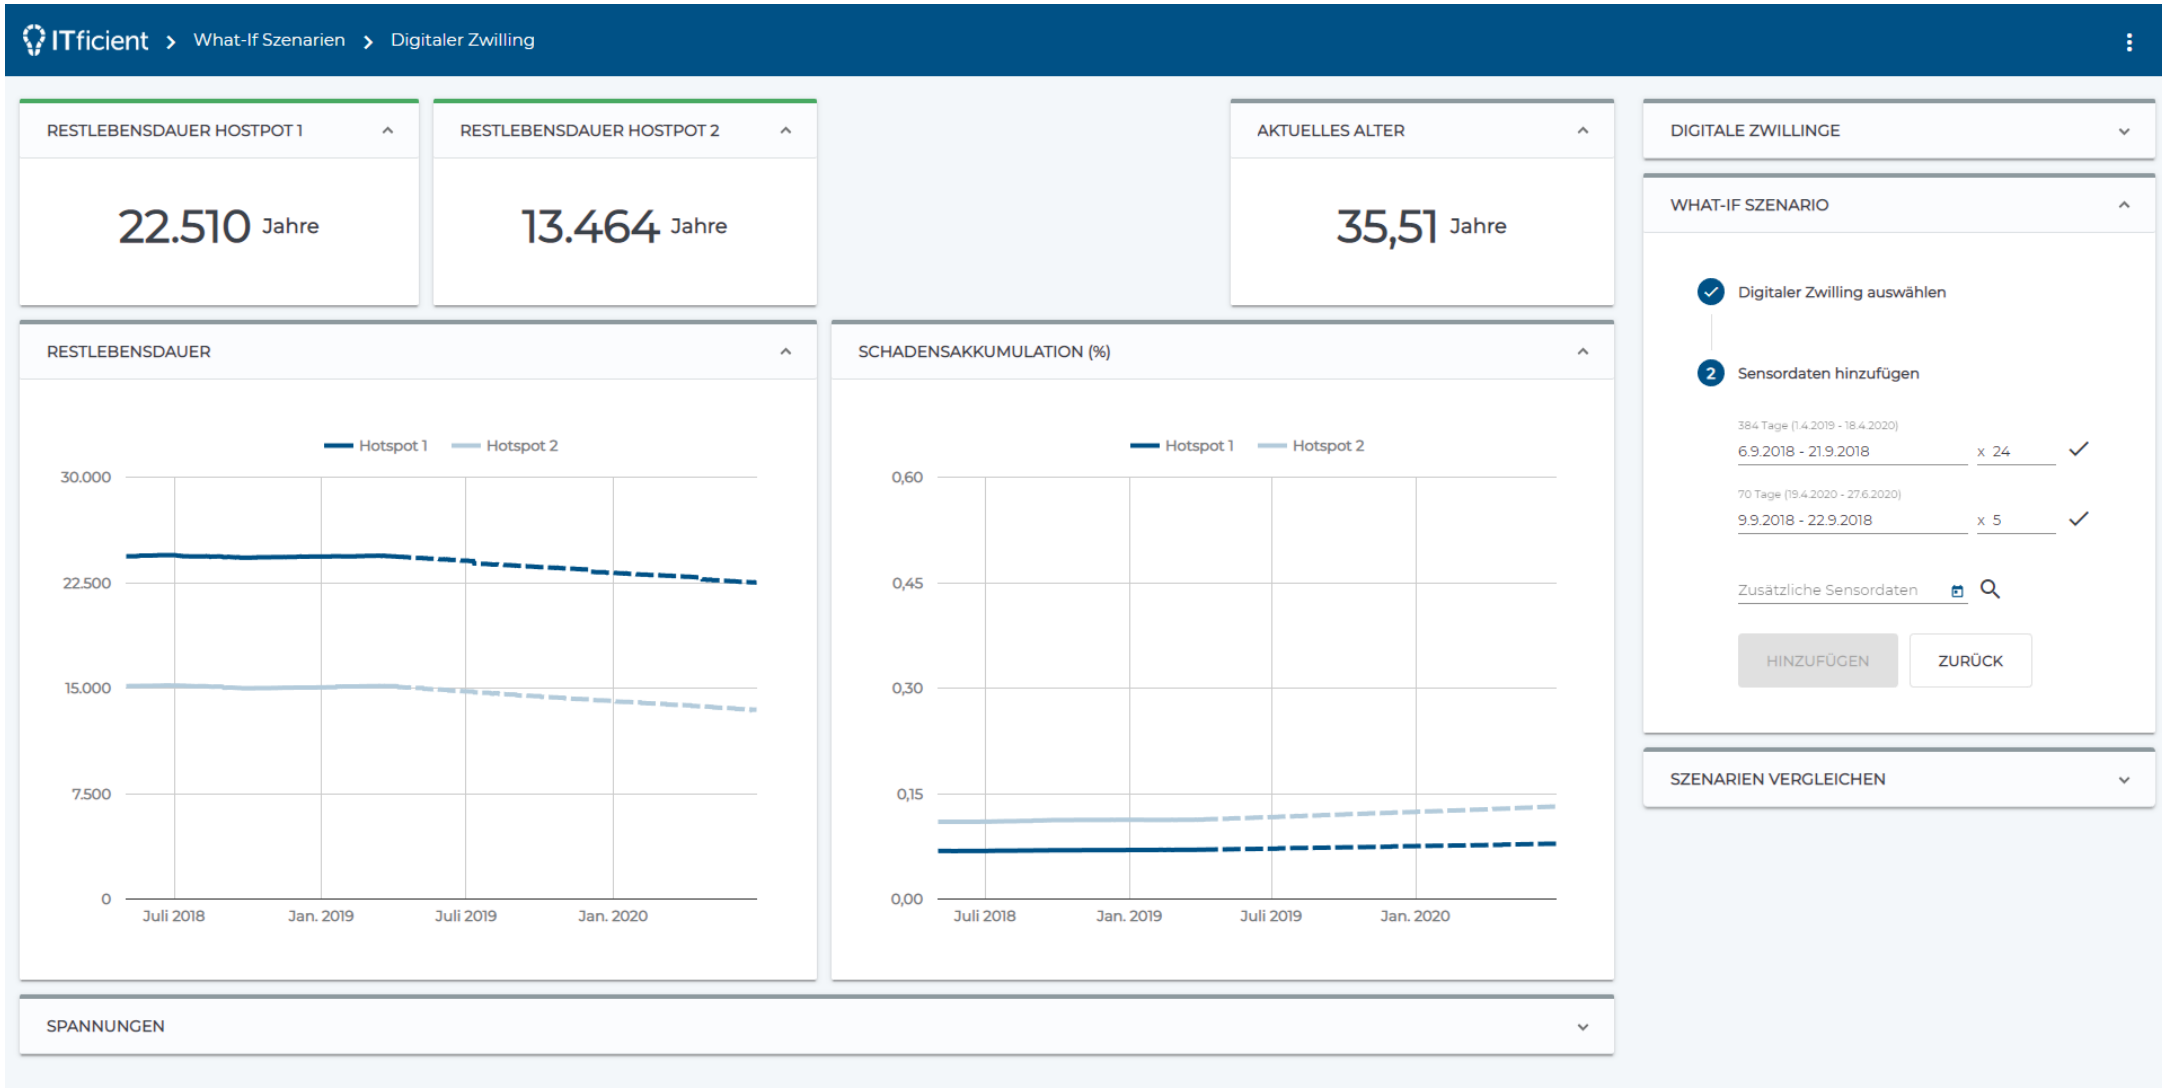 ITficient > What-If Szenarien > Digitaler Zwilling
RESTLEBENSDAUER HOSTPOT 1
22.510 Jahre
RESTLEBENSDAUER HOSTPOT 2
13.464 Jahre
AKTUELLES ALTER
35,51 Jahre
RESTLEBENSDAUER
Hotspot 1 Hotspot 2
30.000
22.500
15.000
7.500
0
Juli 2018 Jan. 2019 Juli 2019 Jan. 2020
SCHADENSAKKUMULATION (%)
Hotspot 1 Hotspot 2
0,60
0,45
0,30
0,15
0,00
Juli 2018 Jan. 2019 Juli 2019 Jan. 2020
SPANNUNGEN
DIGITALE ZWILLINGE
WHAT-IF SZENARIO
Digitaler Zwilling auswählen
2 Sensordaten hinzufügen
384 Tage (1.4.2019 - 18.4.2020)
6.9.2018 - 21.9.2018 x 24
70 Tage (19.4.2020 - 27.6.2020)
9.9.2018 - 22.9.2018 x 5
Zusätzliche Sensordaten
HINZUFÜGEN ZURÜCK
SZENARIEN VERGLEICHEN